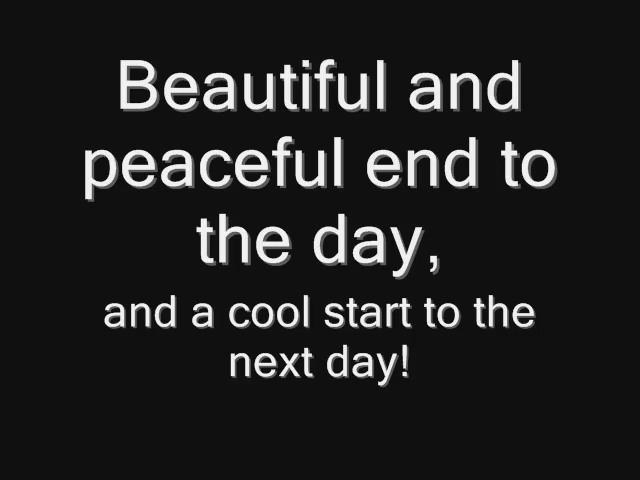 Beautiful and
peaceful end to
the day,
and a cool start to the
next day!